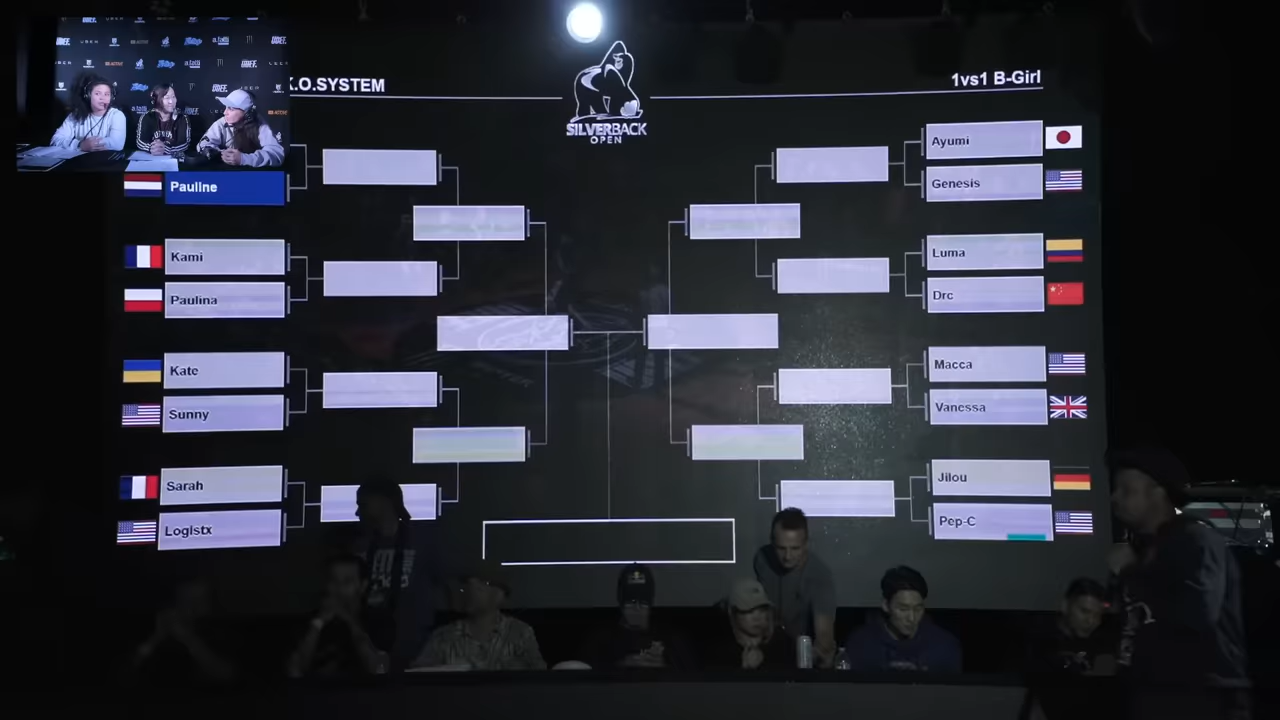 K.O.SYSTEM
1vs1 B-Girl
SILVERBACK
OPEN
Pauline
Kami
Paulina
Kate
Sunny
Sarah
Logistx
Ayumi
Genesis
Luma
Drc
Macca
Vanessa
Jilou
Pep-C